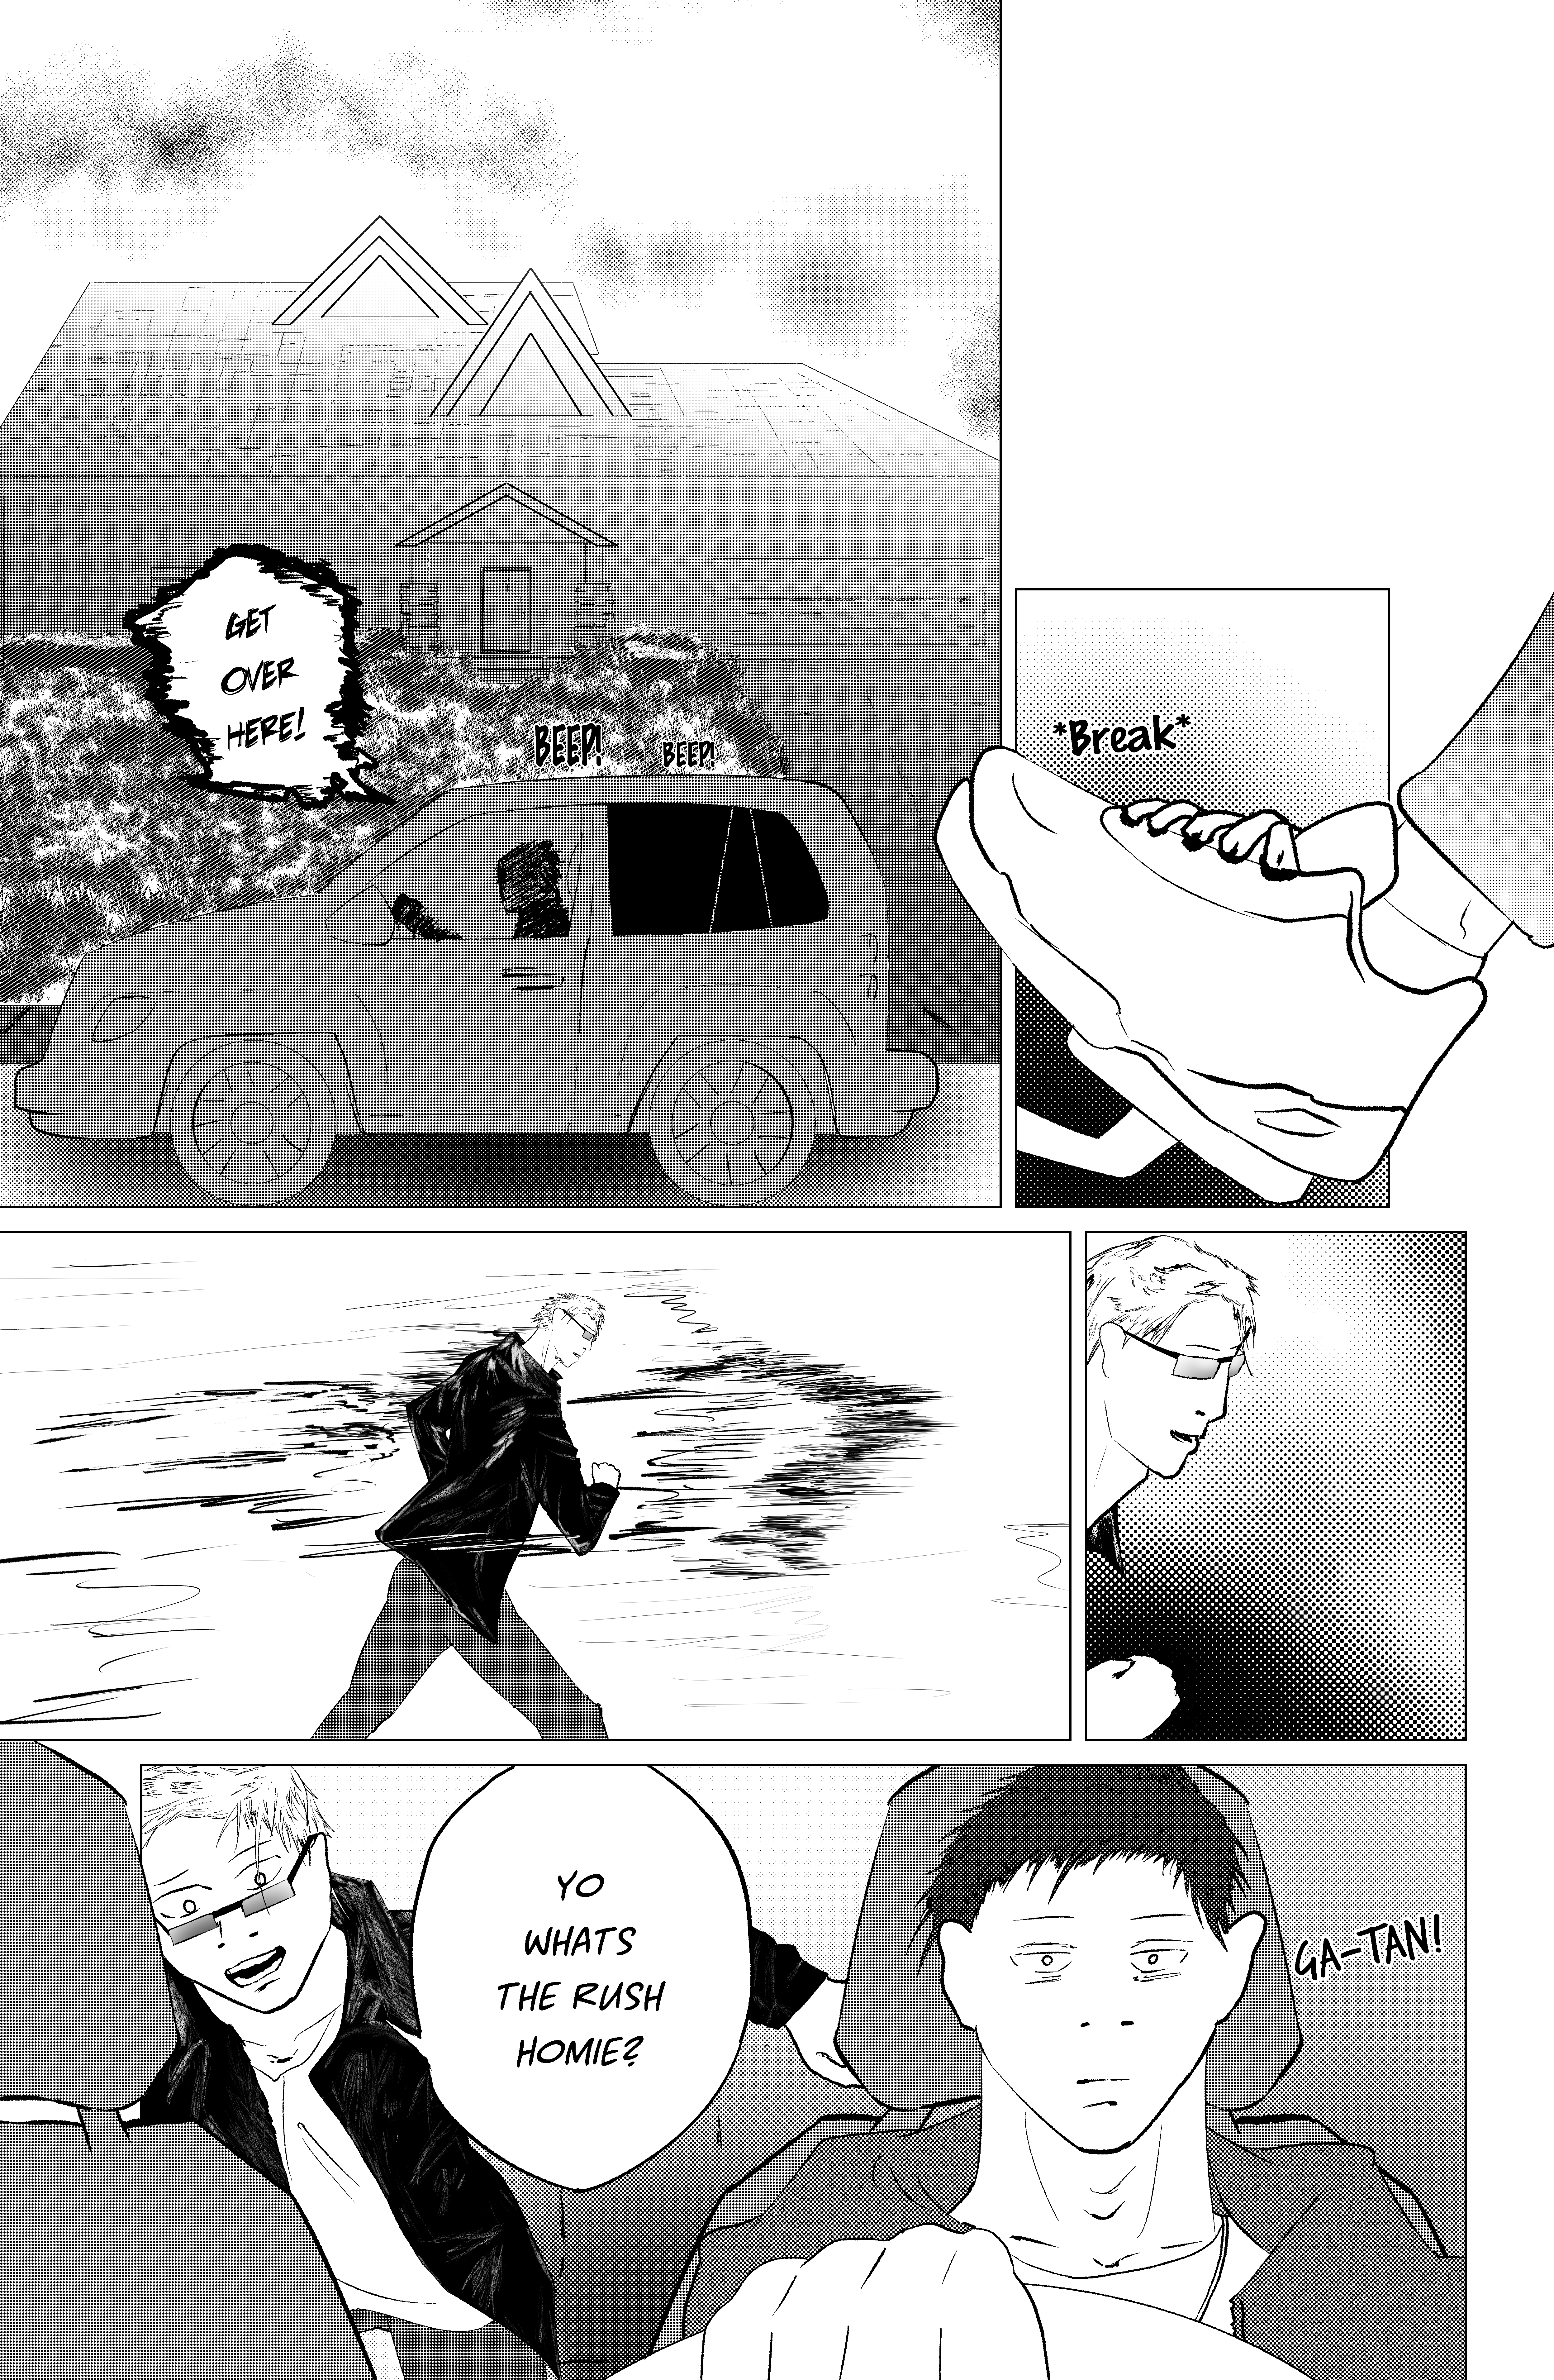 *Break*
BEEP!
BEEP!
GET
OVER
HERE!
GA-TAN!
YO
WHATS
THE RUSH
HOMIE?